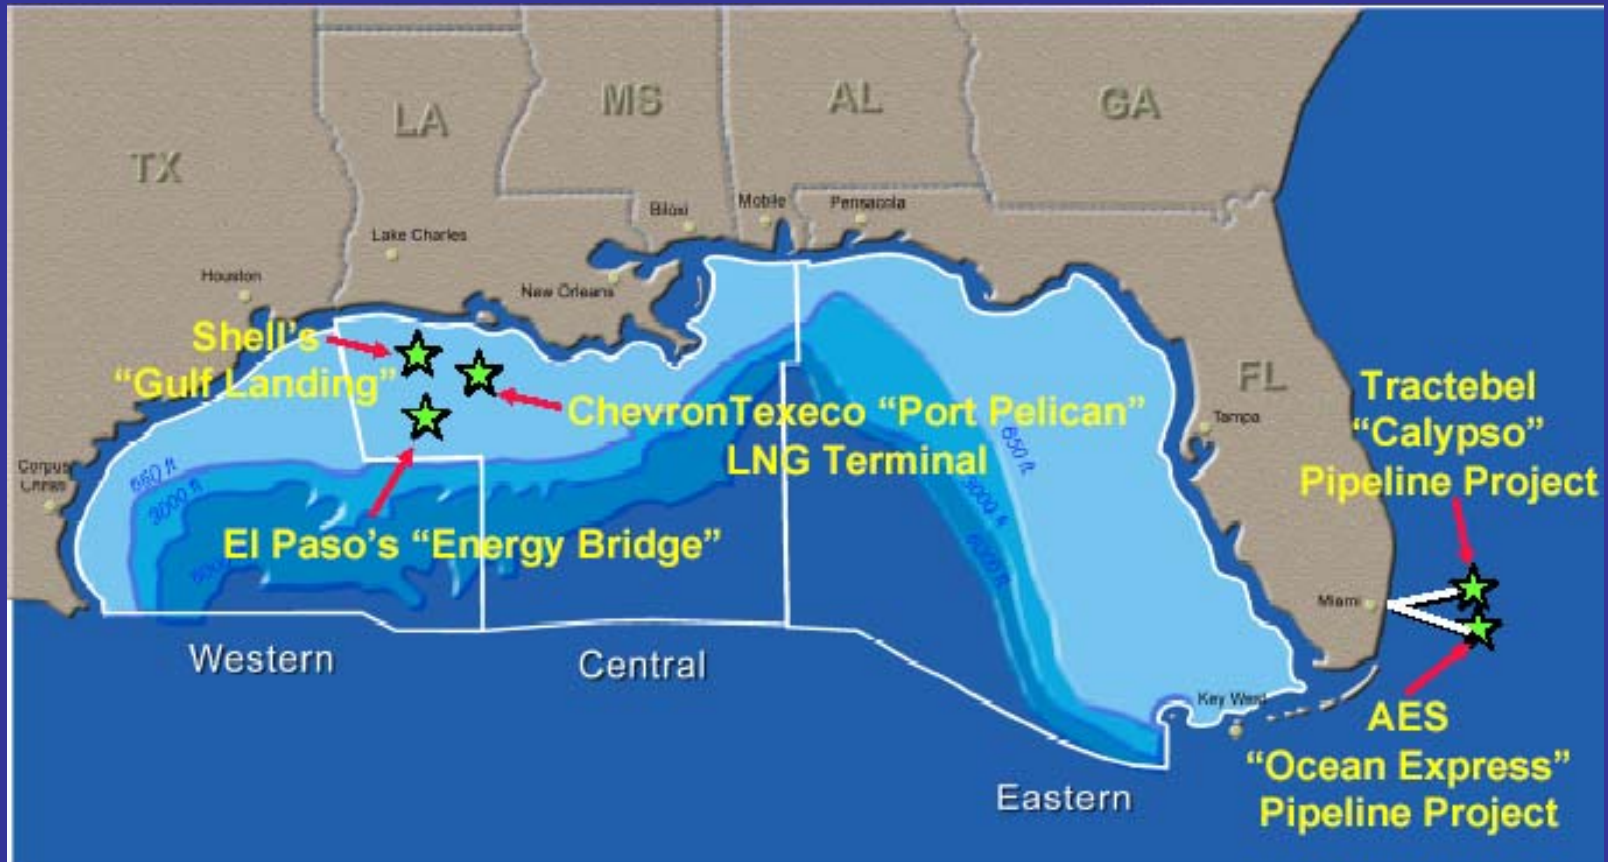 TX
LA
MS
AL
GA
FL
Houston
Lake Charles
New Orleans
Biloxi
Mobile
Pensacola
Tampa
Miami
Key West
Corpus
Shell's
"Gulf Landing"
ChevronTexeco "Port Pelican"
LNG Terminal
El Paso's "Energy Bridge"
Tractebel
"Calypso"
Pipeline Project
AES
"Ocean Express"
Pipeline Project
650 ft
3000 ft
650 ft
3000 ft
6000 ft
Western
Central
Eastern